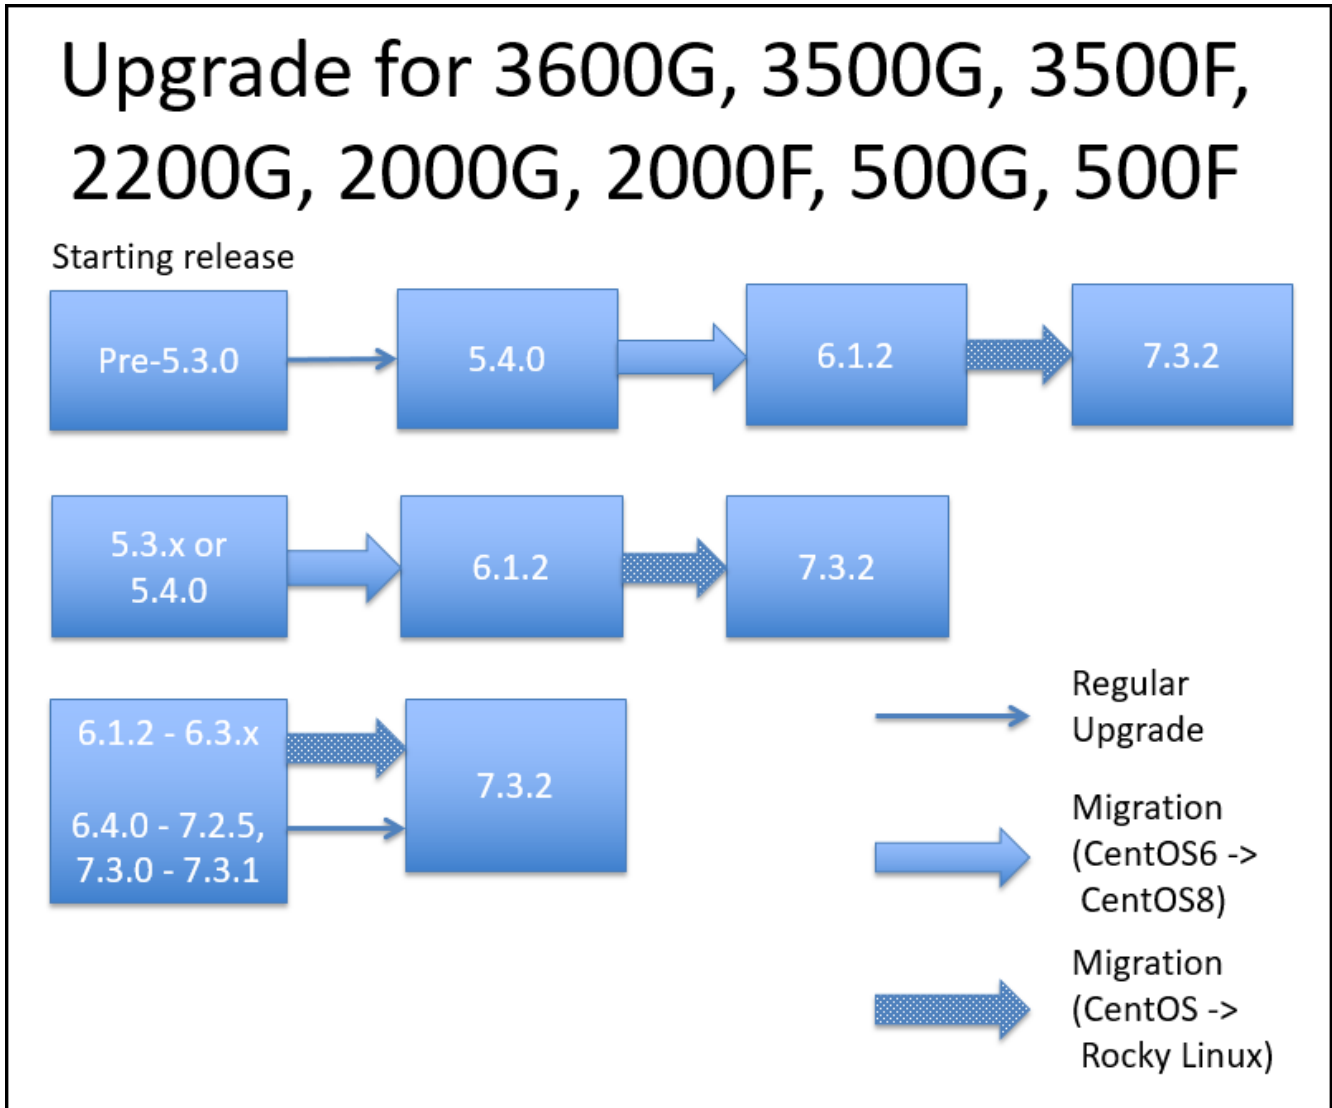 Upgrade for 3600G, 3500G, 3500F,
2200G, 2000G, 2000F, 500G, 500F
Starting release
Pre-5.3.0
5.4.0
6.1.2
7.3.2
5.3.x or
5.4.0
6.1.2
7.3.2
6.1.2 - 6.3.x
6.4.0 - 7.2.5,
7.3.0 - 7.3.1
7.3.2
Regular
Upgrade
Migration
(CentOS6 ->
CentOS8)
Migration
(CentOS ->
Rocky Linux)